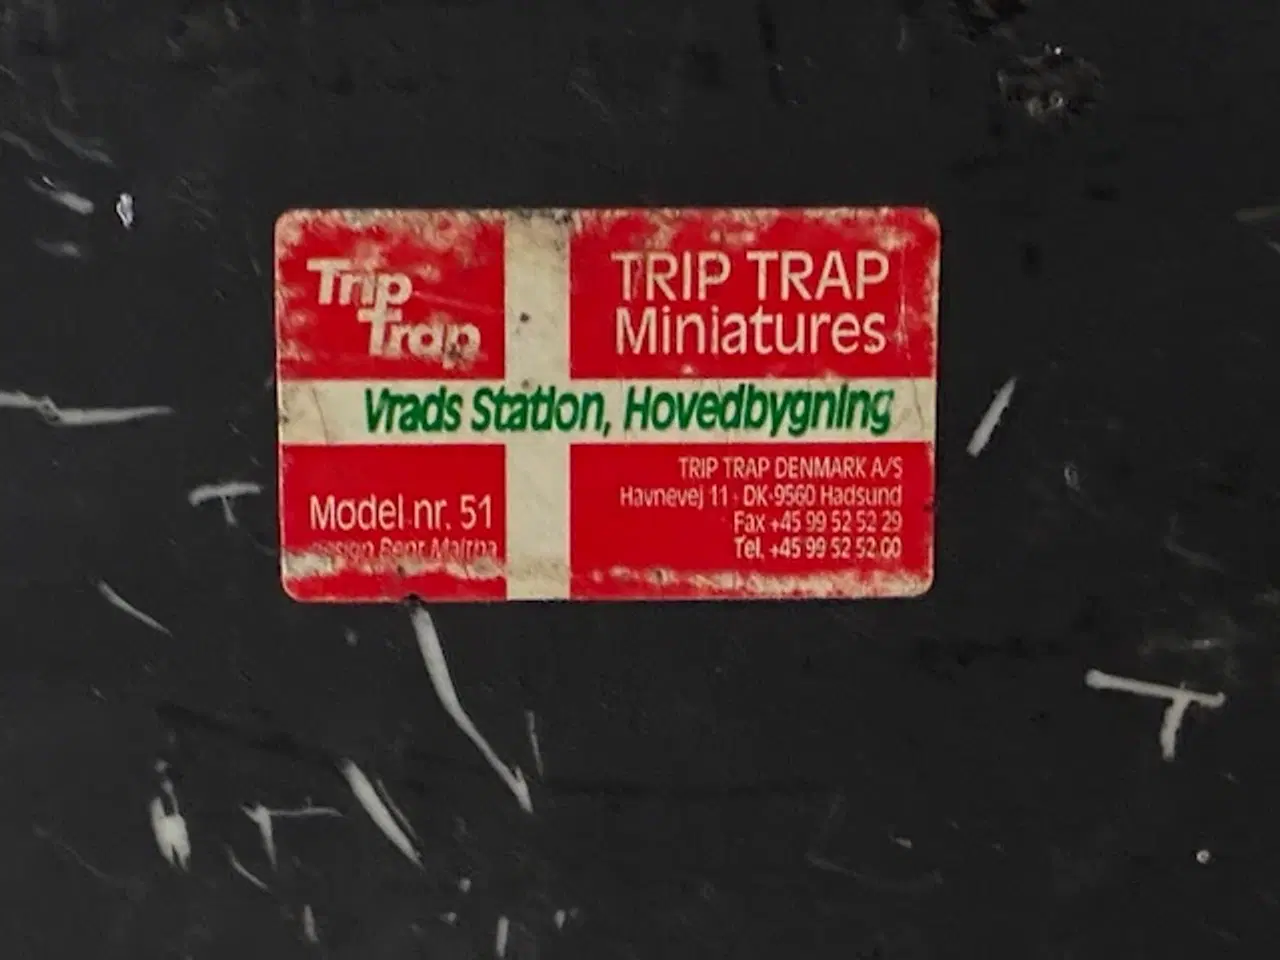 Trip
Trap
TRIP TRAP
Miniatures
Vrads Station, Hovedbygning
Model nr. 51
TRIP TRAP DENMARK A/S
Havnevej 11 · DK-9560 Hadsund
Fax +45 99 52 52 29
Tel. +45 99 52 52 00